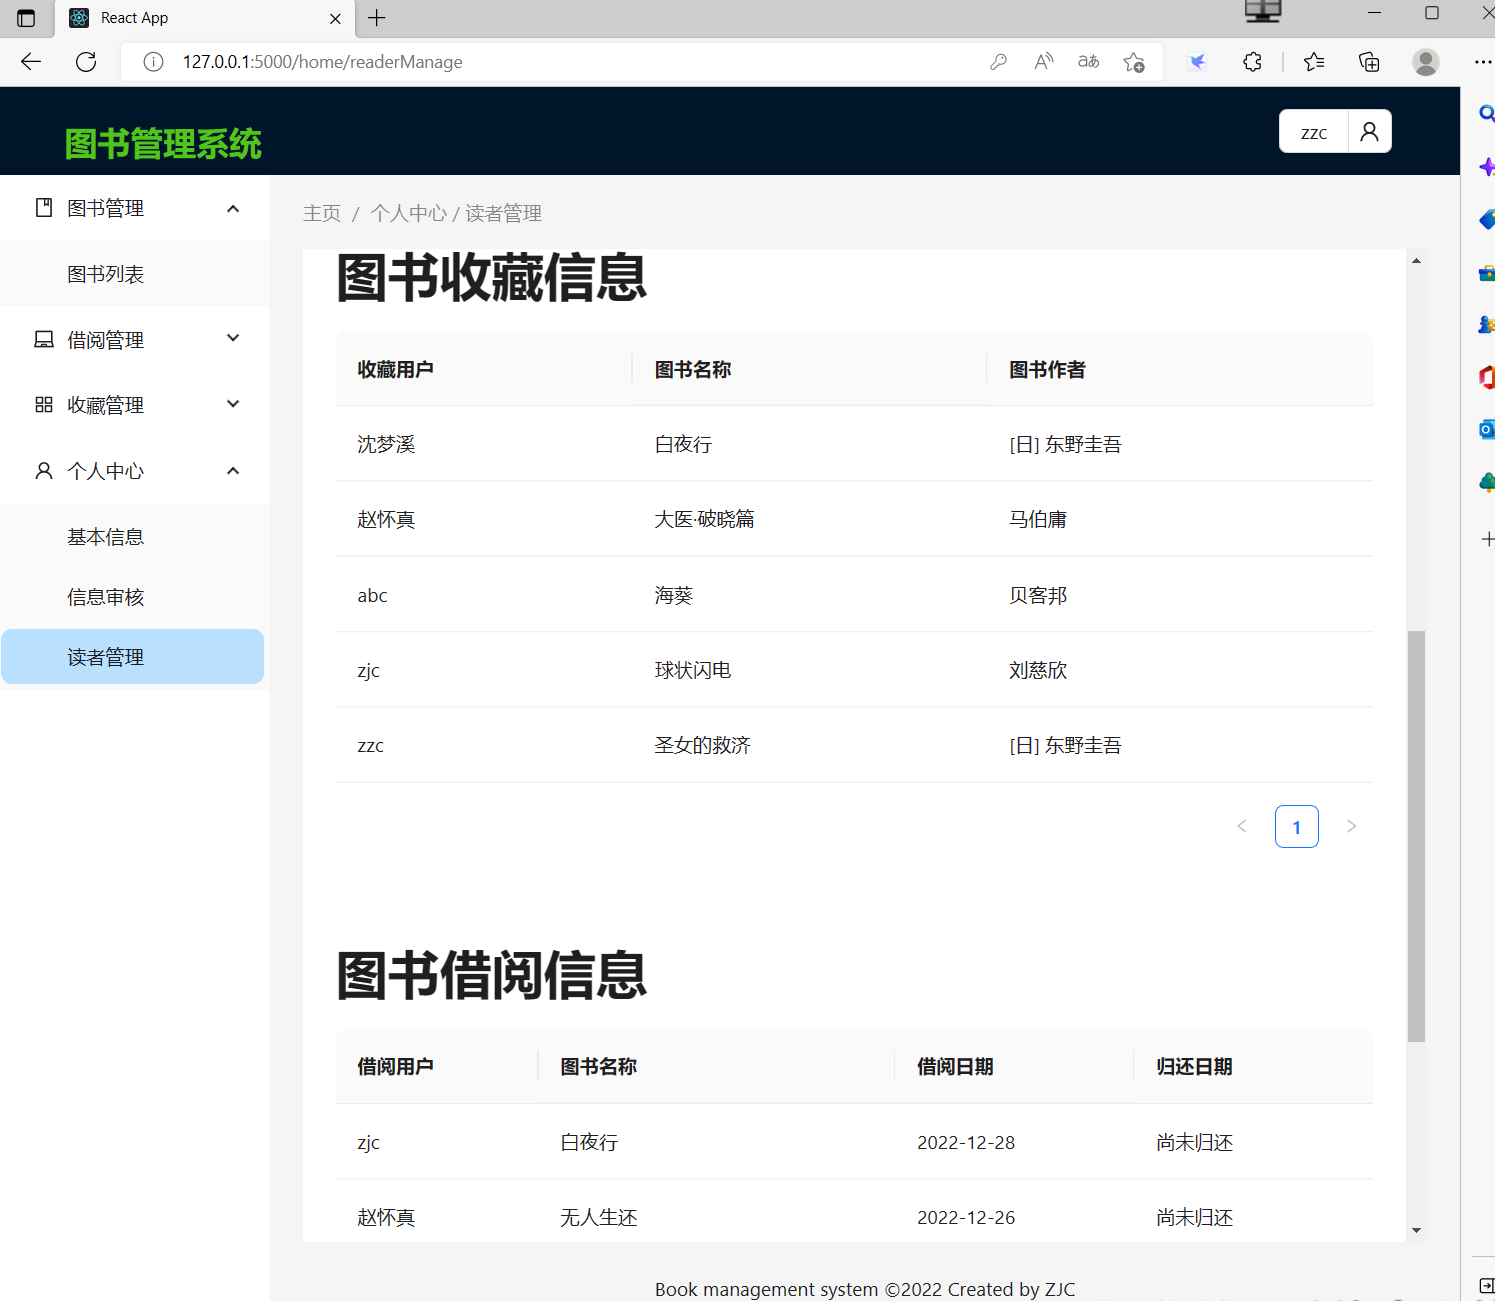 React App
127.0.0.1:5000/home/readerManage
图书管理系统
zzc
图书管理
图书列表
借阅管理
收藏管理
个人中心
基本信息
信息审核
读者管理
主页 / 个人中心 / 读者管理
图书收藏信息
收藏用户 图书名称 图书作者
沈梦溪 白夜行 [日] 东野圭吾
赵怀真 大医·破晓篇 马伯庸
abc 海葵 贝客邦
zjc 球状闪电 刘慈欣
zzc 圣女的救济 [日] 东野圭吾
1
图书借阅信息
借阅用户 图书名称 借阅日期 归还日期
zjc 白夜行 2022-12-28 尚未归还
赵怀真 无人生还 2022-12-26 尚未归还
Book management system ©2022 Created by ZJC